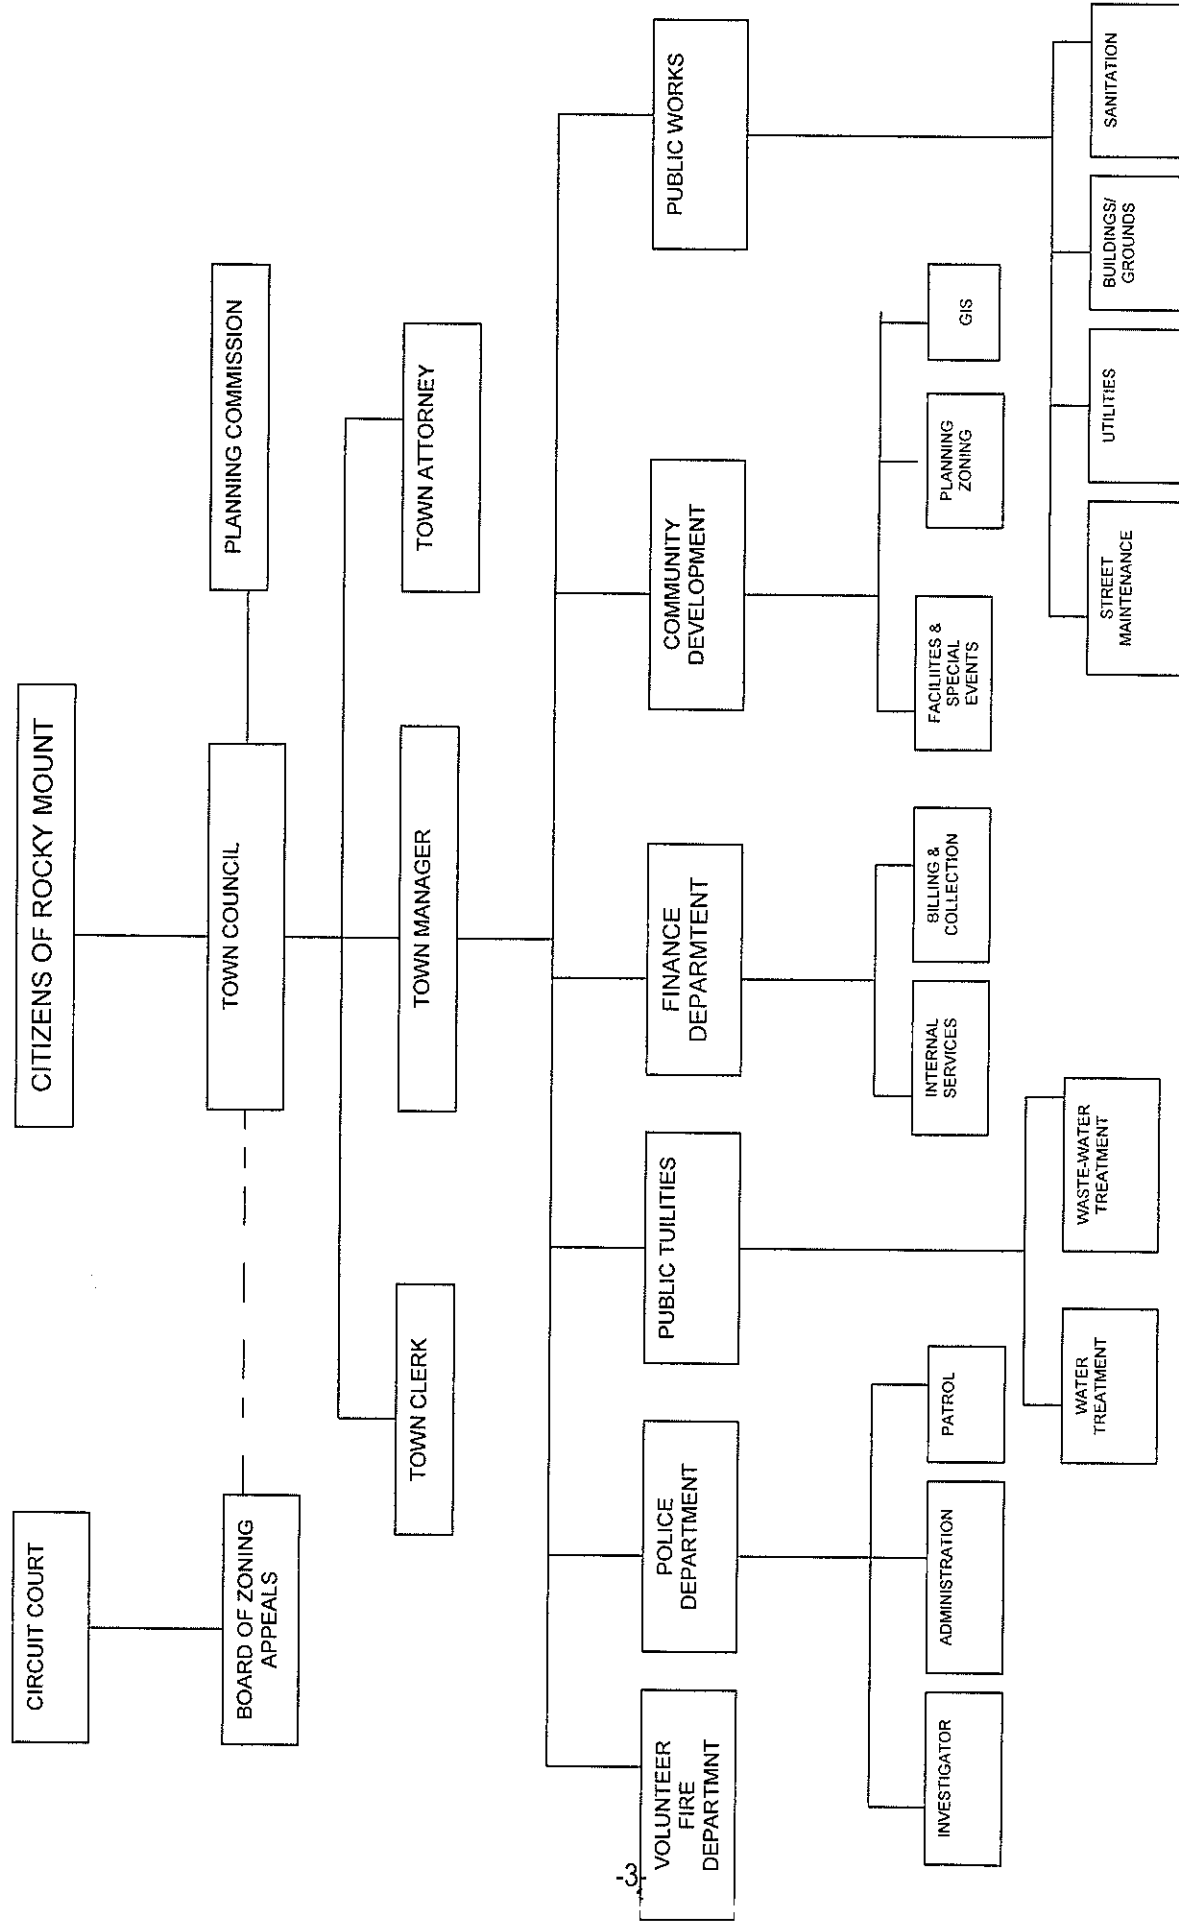 CIRCUIT COURT
CITIZENS OF ROCKY MOUNT
BOARD OF ZONING
APPEALS
TOWN COUNCIL
PLANNING COMMISSION
TOWN CLERK
TOWN MANAGER
TOWN ATTORNEY
VOLUNTEER
FIRE
DEPARTMNT
POLICE
DEPARTMENT
PUBLIC TUILITIES
FINANCE
DEPARMTENT
COMMUNITY
DEVELOPMENT
PUBLIC WORKS
INVESTIGATOR
ADMINISTRATION
PATROL
INTERNAL
SERVICES
BILLING &
COLLECTION
FACILIITES &
SPECIAL
EVENTS
PLANNING
ZONING
GIS
WATER
TREATMENT
WASTE-WATER
TREATMENT
STREET
MAINTENANCE
UTILITIES
BUILDINGS/
GROUNDS
SANITATION
-3-